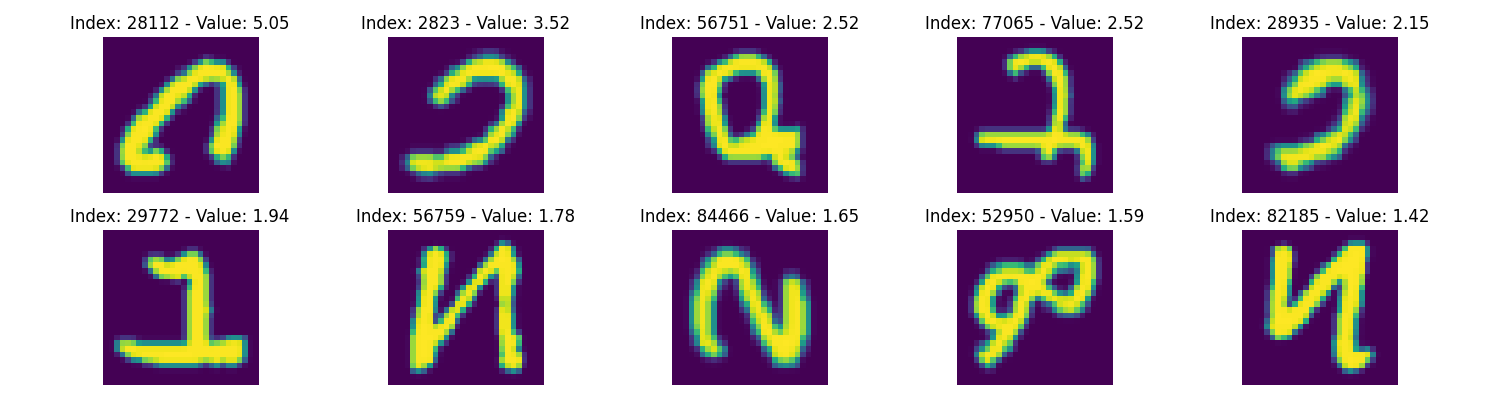 Index: 28112 - Value: 5.05 Index: 2823 - Value: 3.52 Index: 56751 - Value: 2.52 Index: 77065 - Value: 2.52 Index: 28935 - Value: 2.15
Index: 29772 - Value: 1.94 Index: 56759 - Value: 1.78 Index: 84466 - Value: 1.65 Index: 52950 - Value: 1.59 Index: 82185 - Value: 1.42